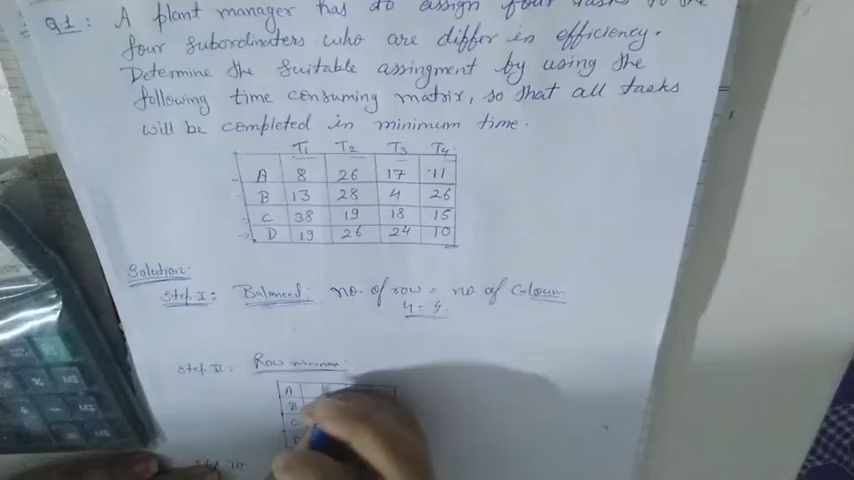 Q1: A plant manager has to assign four tasks to the
four subordinaters who are differ in efficiency.
Determine the suitable assingment by using the
following time consuming matrix, so that all tasks
will be completed in minimum time.
T1 T2 T3 T4
A 8 26 17 11
B 13 28 4 26
C 38 19 18 15
D 19 26 24 10
Solution:
Step I: Balanced: no. of row = no of Coloum
4 = 4
Step II: Row minimum:
A
B
C
D